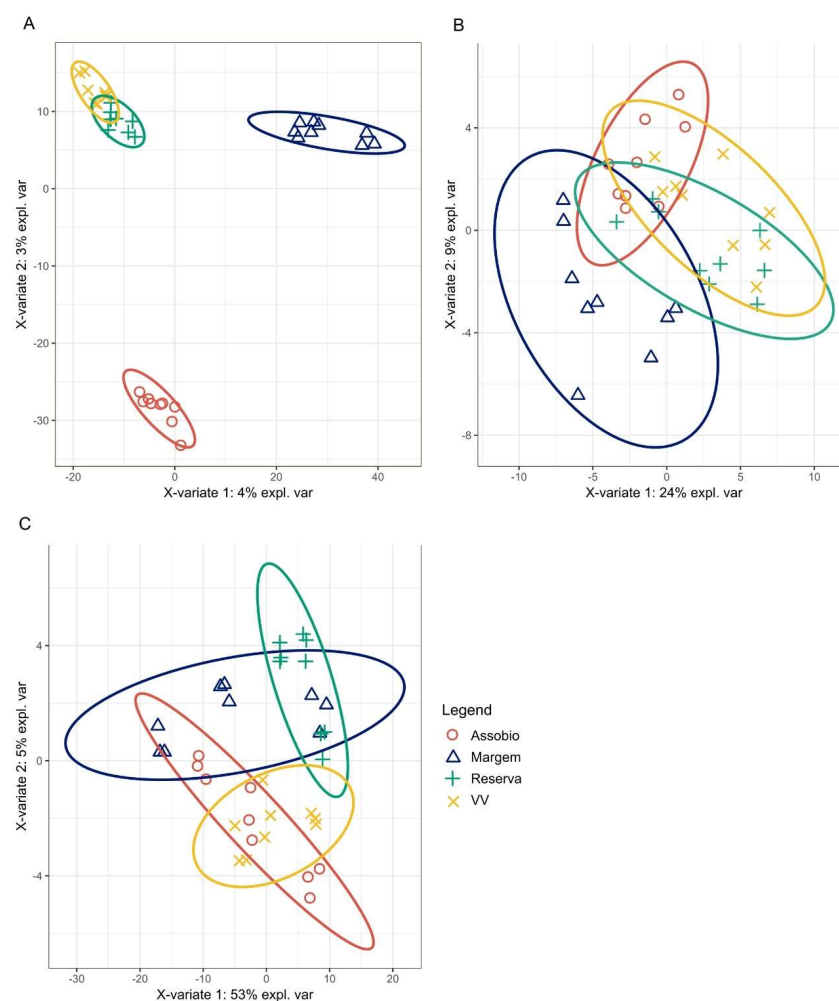 A
10
0
-10
-20
-30
-20
0
20
40
X-variate 2: 3% expl. var
X-variate 1: 4% expl. var
B
4
0
-4
-8
-10
-5
0
5
10
X-variate 2: 9% expl. var
X-variate 1: 24% expl. var
C
4
0
-4
-30
-20
-10
0
10
20
X-variate 2: 5% expl. var
X-variate 1: 53% expl. var
Legend
Assobio
Margem
Reserva
VV